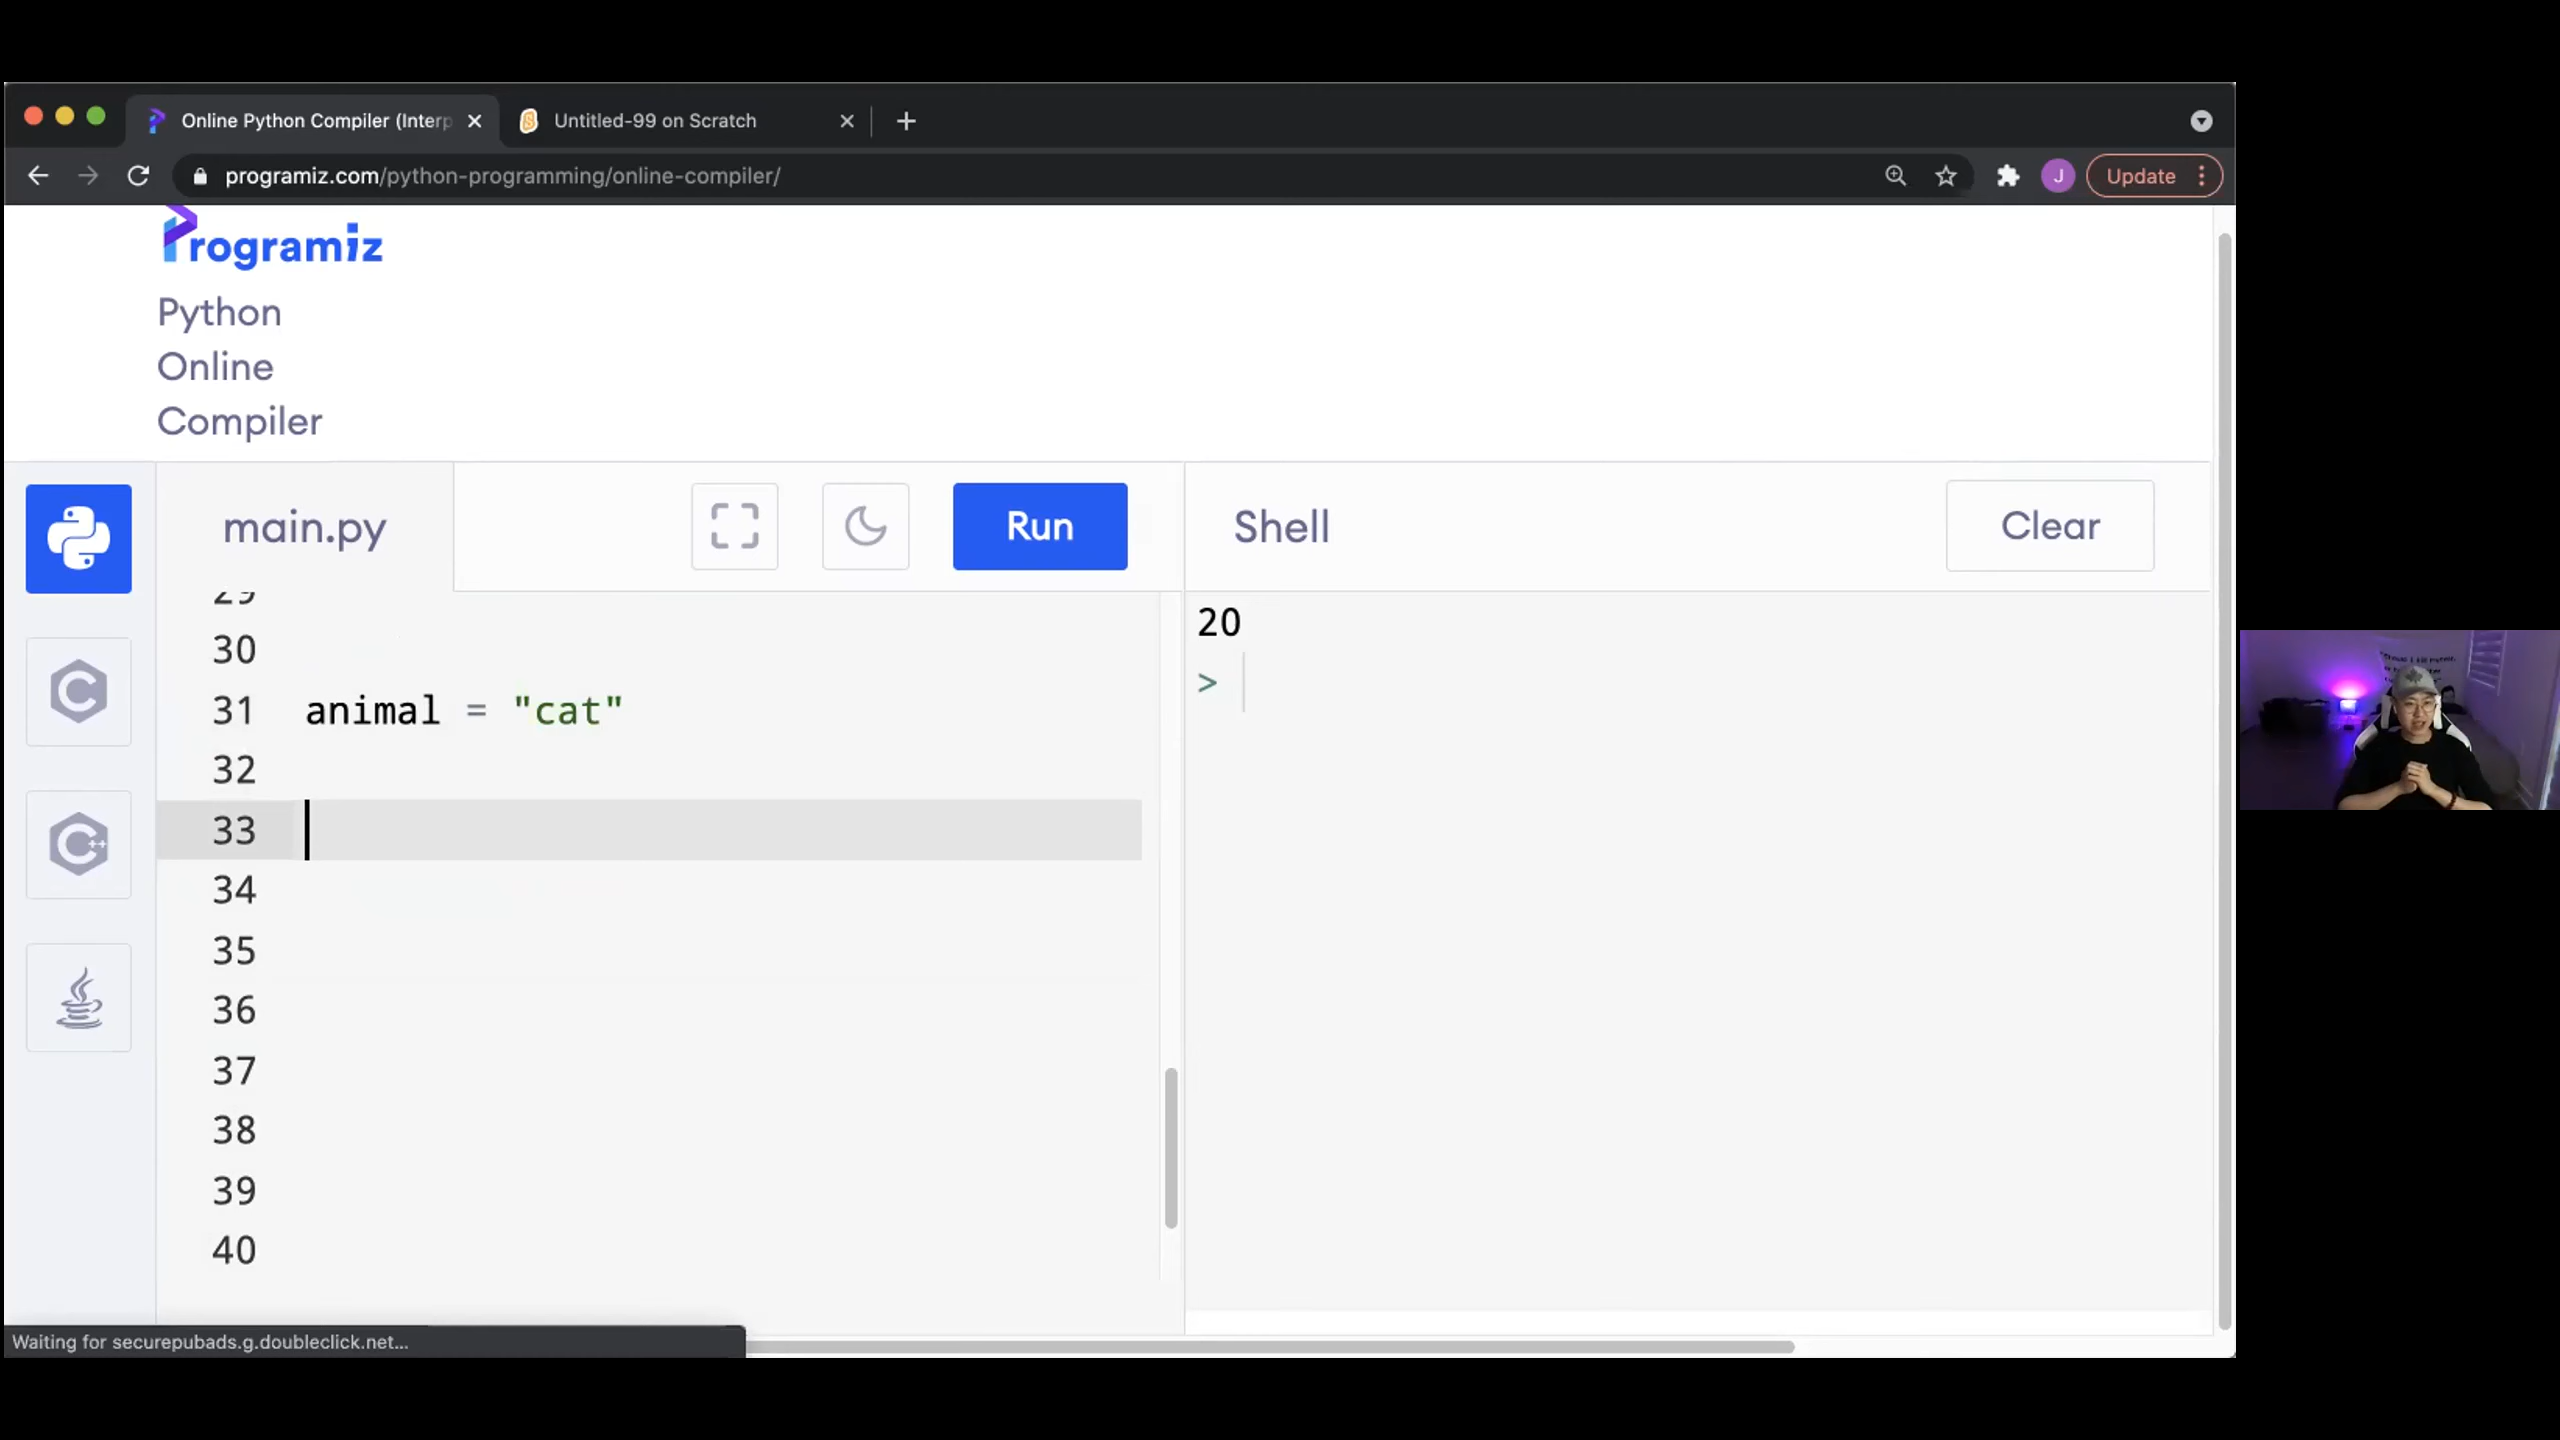 Online Python Compiler (Interp
Untitled-99 on Scratch
programiz.com/python-programming/online-compiler/
J
Update
Programiz
Python
Online
Compiler
main.py
Run
Shell
Clear
29
30
31 animal = "cat"
32
33
34
35
36
37
38
39
40
20
>
Waiting for securepubads.g.doubleclick.net...